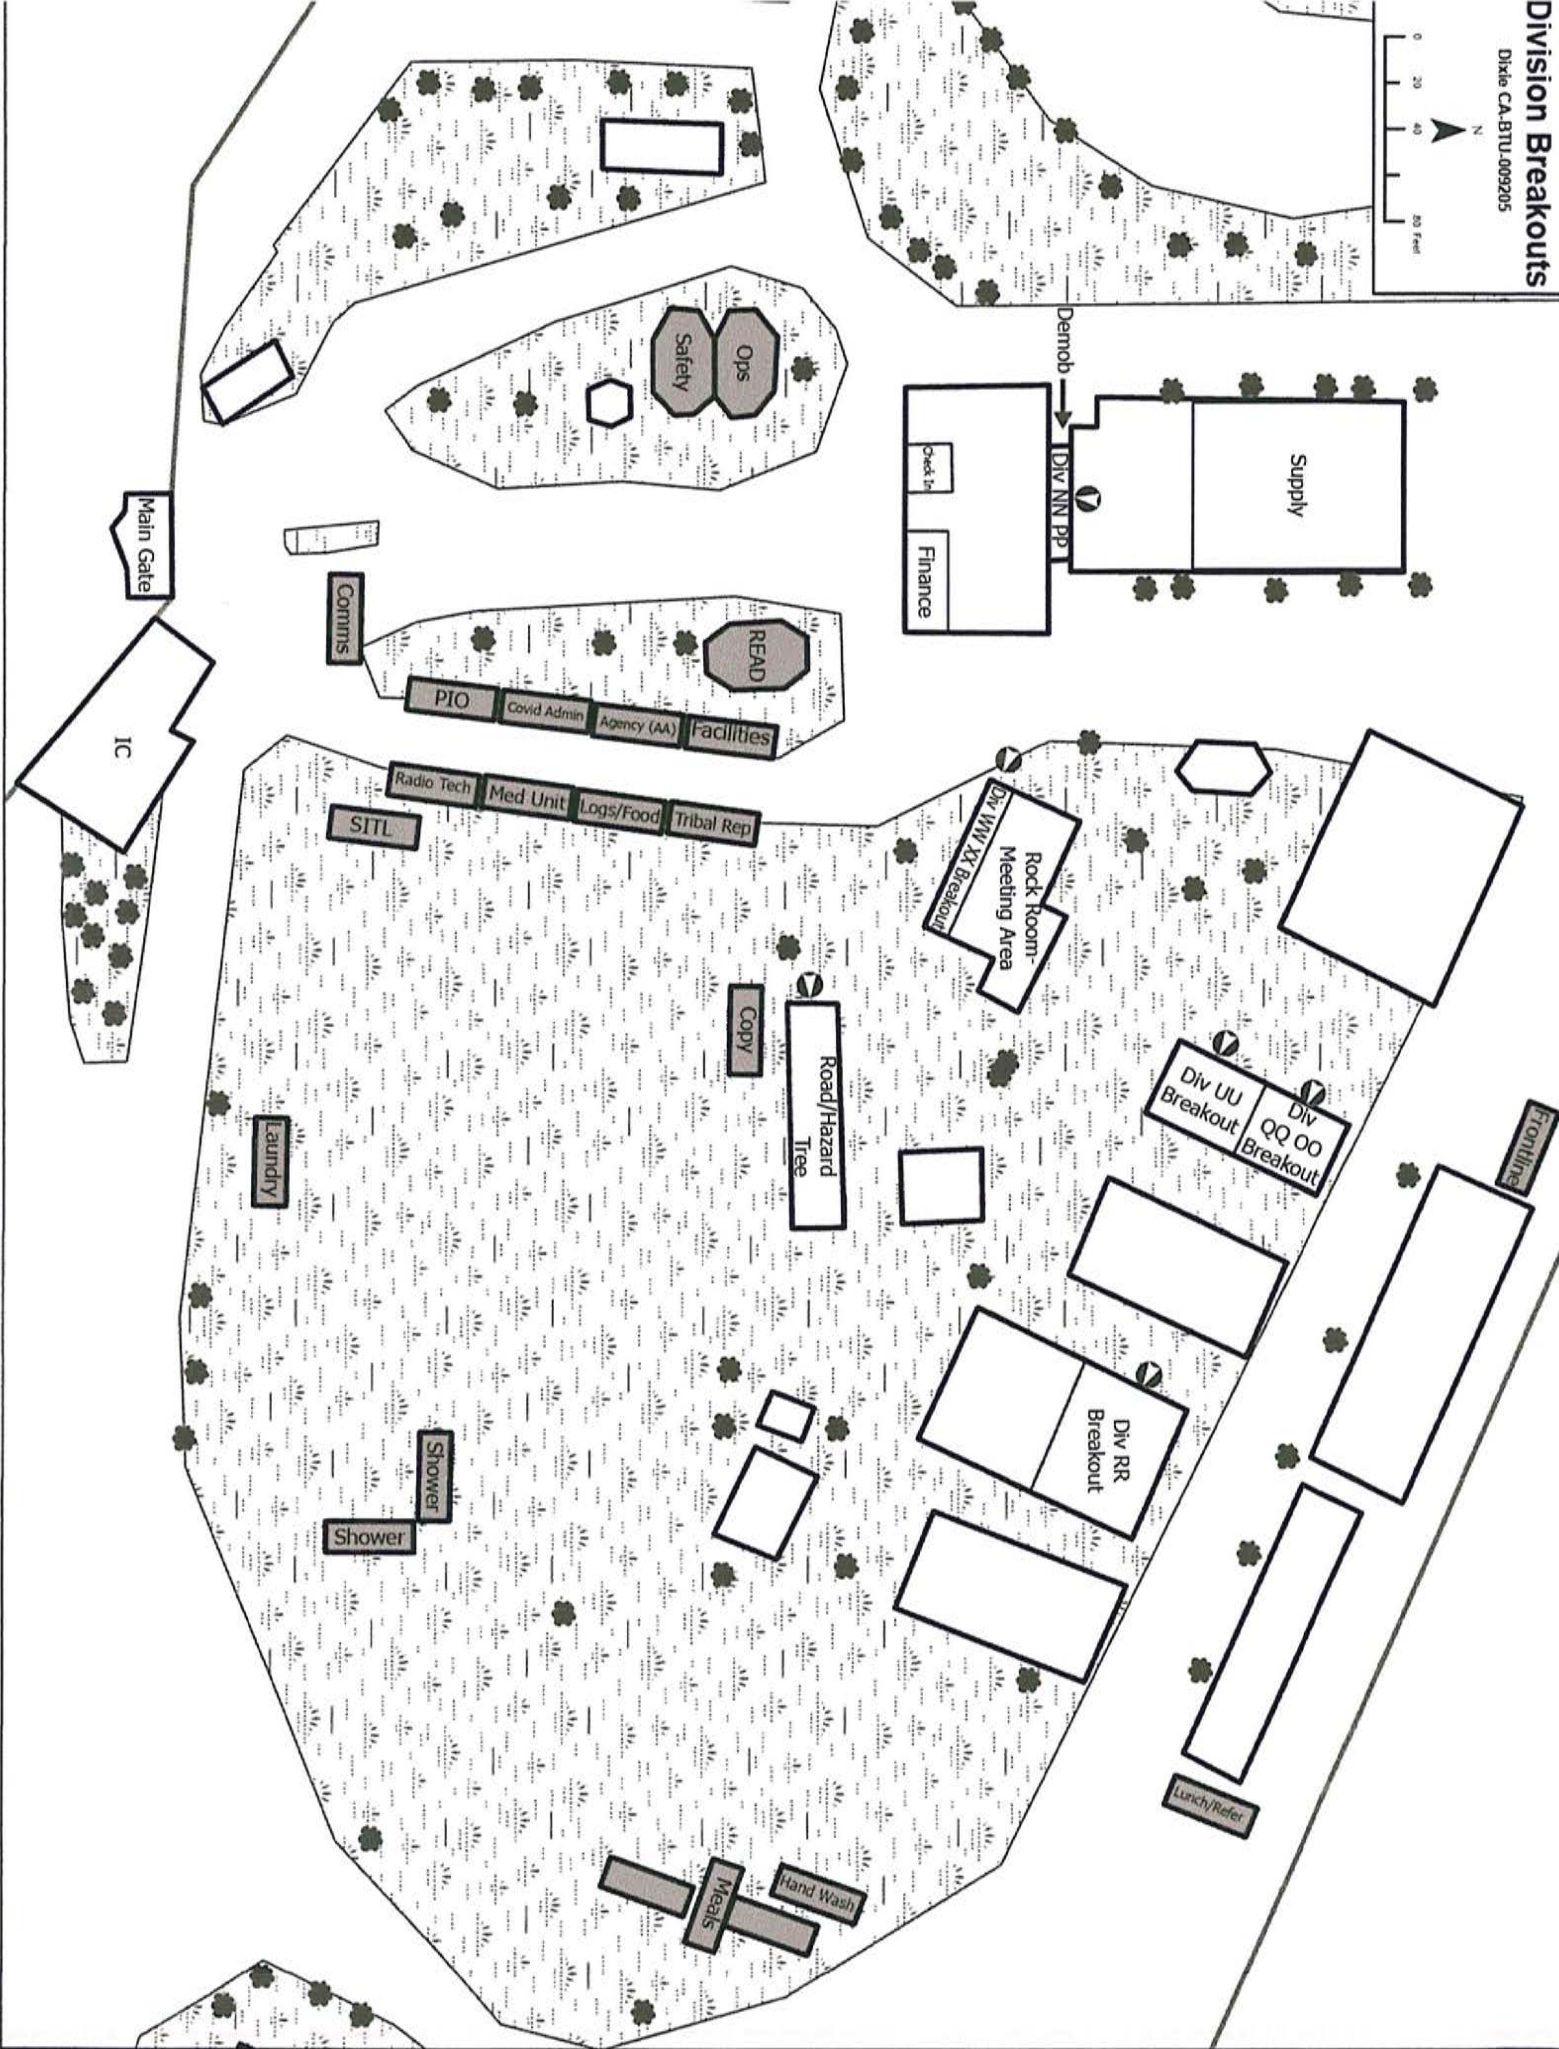 Division Breakouts
Dixie CA-BTU-009205
N
0 20 40 80 Feet
Supply
Demob
Div NN PP
Check In
Finance
Ops
Safety
READ
Comms
Main Gate
IC
PIO
Covid Admin
Agency (AA)
Facilities
Radio Tech
Med Unit
Logs/Food
Tribal Rep
SITL
Rock Room-
Meeting Area
Div WW XX Breakout
Div UU
Breakout
Div
QQ OO
Breakout
Frontline
Copy
Road/Hazard
Tree
Laundry
Div RR
Breakout
Shower
Shower
Lunch/Refer
Hand Wash
Meals